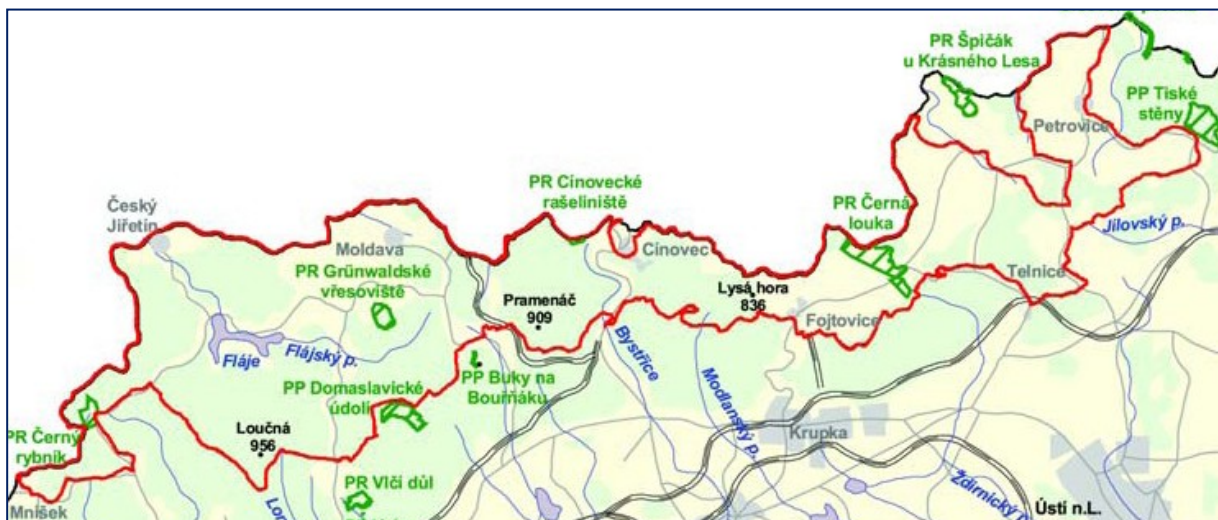 PR Špičák
u Krásného Lesa
PP Tiské
stěny
Petrovice
PR Cínovecké
rašeliniště
PR Černá
louka
Český
Jiřetín
Moldava
Cínovec
Jílovský p.
PR Grünwaldské
vřesoviště
Telnice
Pramenáč
909
Lysá hora
836
Fojtovice
Fláje
Flájský p.
Bystřice
PP Buky na
Bouřňáku
Modlanský p.
PP Domaslavické
údolí
Loučná
956
Krupka
PR Černý
rybník
PR Vlčí důl
Ždírnický
Ústí n.L.
Mníšek